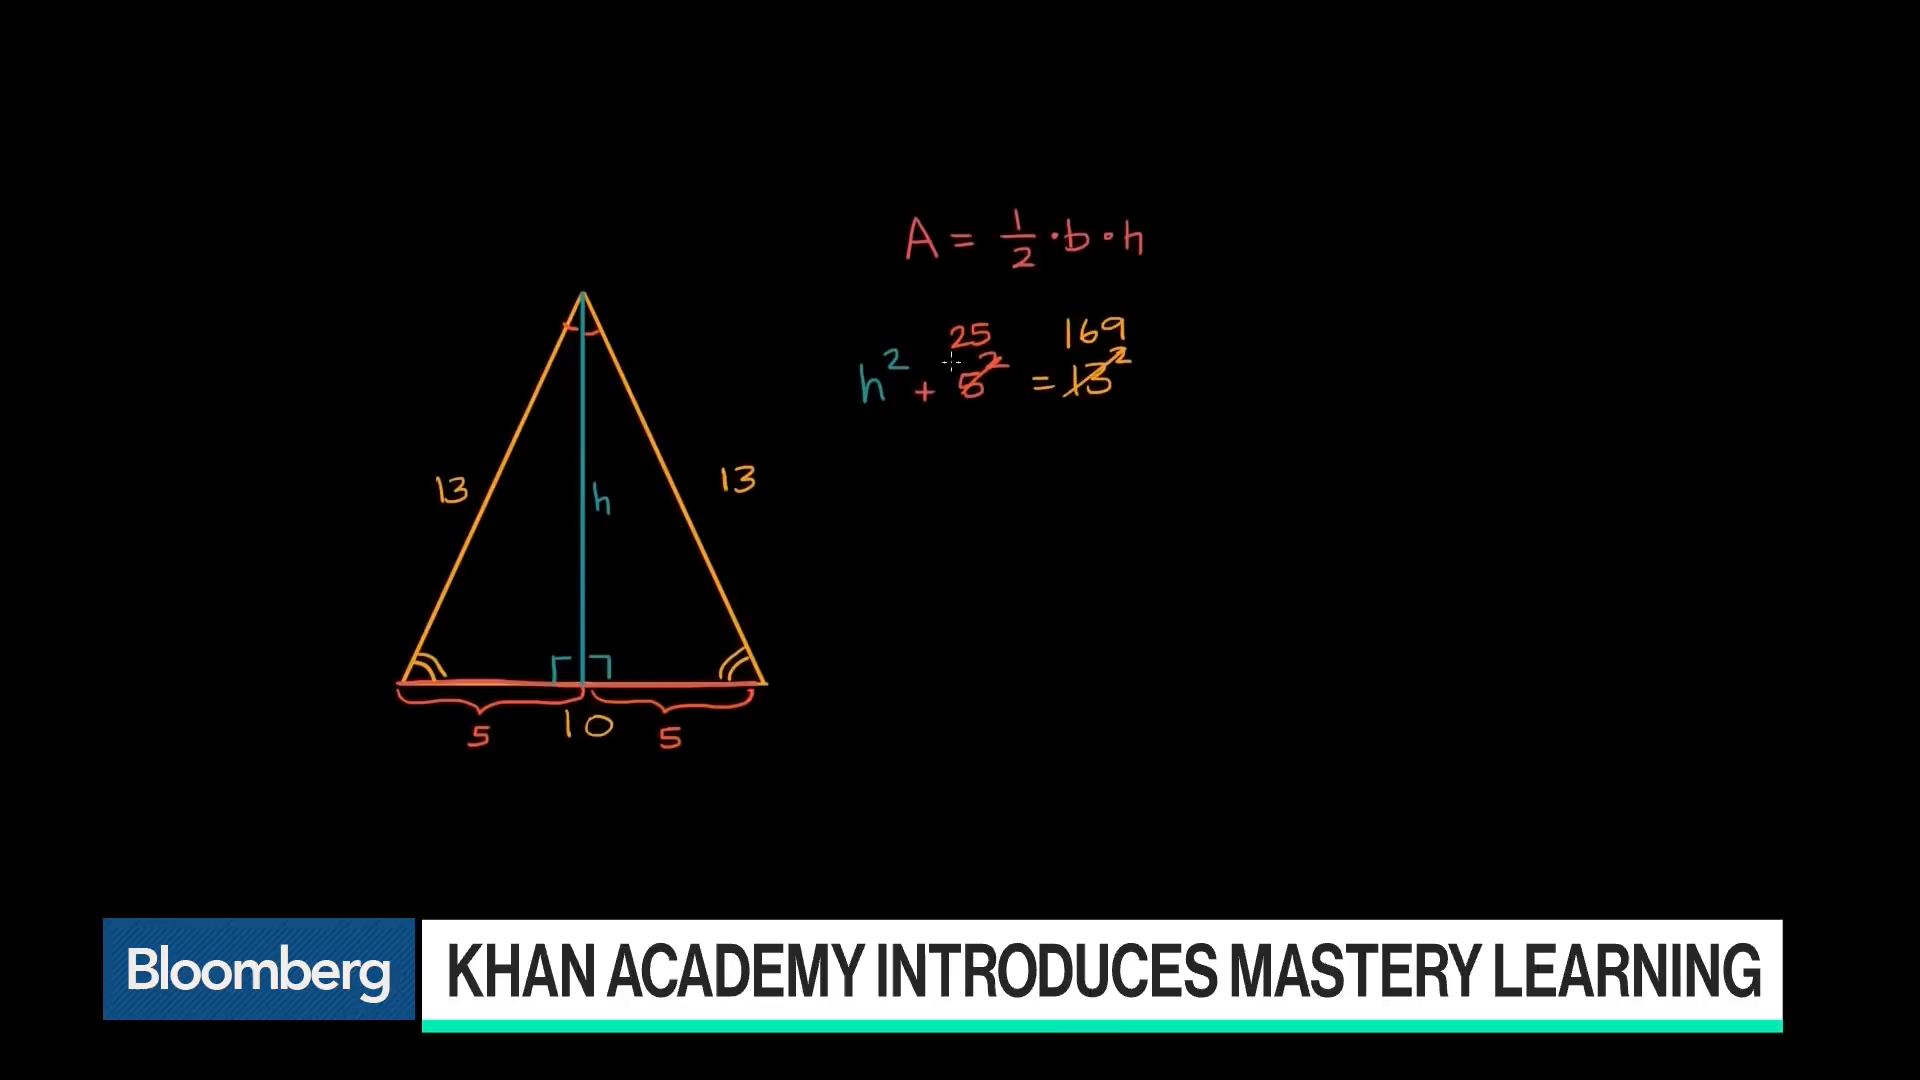 A = 1/2 · b · h
25 169
h² + 5² = 13²
13 13
h
5 10 5
Bloomberg
KHAN ACADEMY INTRODUCES MASTERY LEARNING